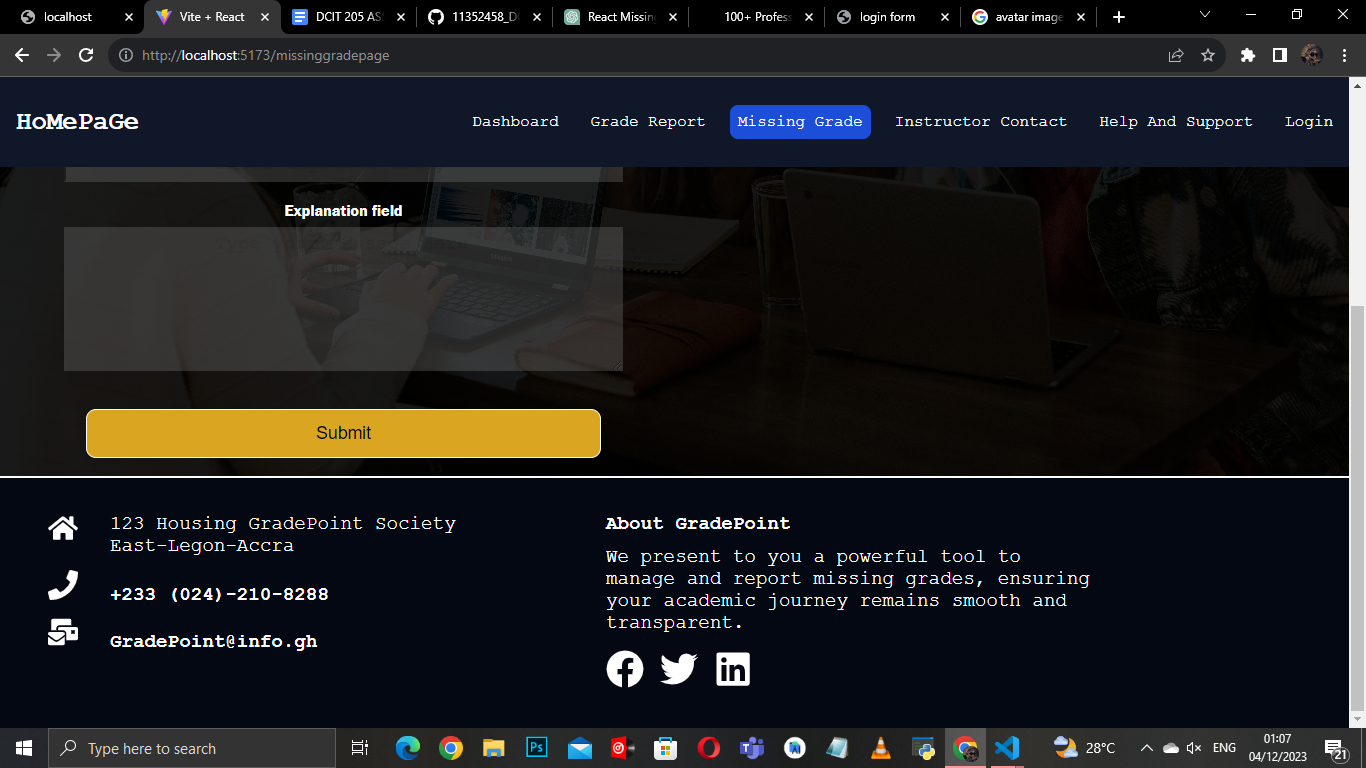 localhost
Vite + React
DCIT 205 AS
11352458_D
React Missin
100+ Profes
login form
avatar image
http://localhost:5173/missinggradepage
HoMePaGe
Dashboard
Grade Report
Missing Grade
Instructor Contact
Help And Support
Login
Explanation field
Submit
123 Housing GradePoint Society
East-Legon-Accra
+233 (024)-210-8288
GradePoint@info.gh
About GradePoint
We present to you a powerful tool to
manage and report missing grades, ensuring
your academic journey remains smooth and
transparent.
Type here to search
28°C
ENG
01:07
04/12/2023
21